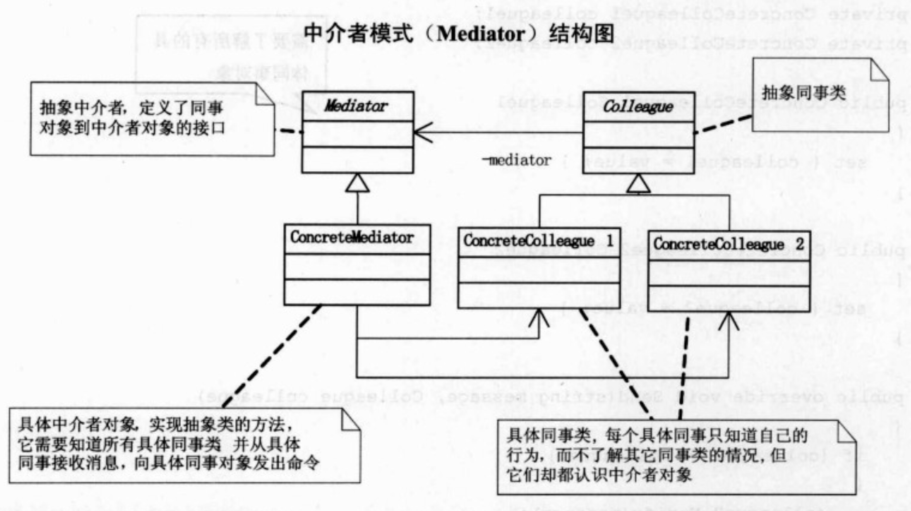 中介者模式（Mediator）结构图
抽象中介者，定义了同事
对象到中介者对象的接口
Mediator
Colleague
抽象同事类
-mediator
ConcreteMediator
ConcreteColleague 1
ConcreteColleague 2
具体中介者对象，实现抽象类的方法，
它需要知道所有具体同事类 并从具体
同事接收消息，向具体同事对象发出命令
具体同事类，每个具体同事只知道自己的
行为，而不了解其它同事类的情况，但
它们却都认识中介者对象